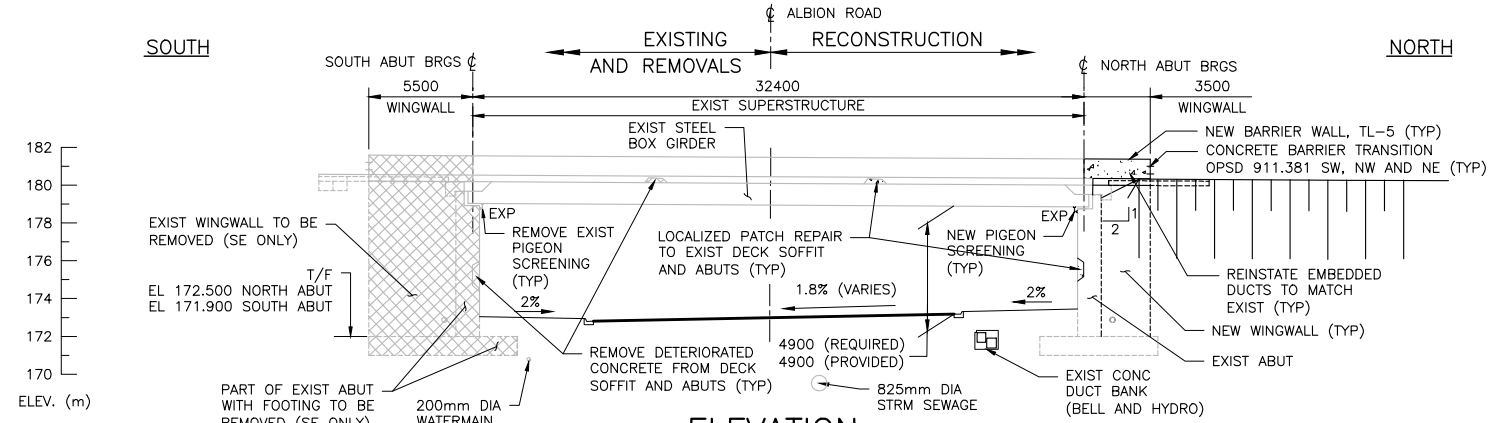 ℄ ALBION ROAD
SOUTH
EXISTING
AND REMOVALS
RECONSTRUCTION
NORTH
SOUTH ABUT BRGS ℄
℄ NORTH ABUT BRGS
5500
WINGWALL
32400
EXIST SUPERSTRUCTURE
3500
WINGWALL
EXIST STEEL
BOX GIRDER
NEW BARRIER WALL, TL-5 (TYP)
CONCRETE BARRIER TRANSITION
OPSD 911.381 SW, NW AND NE (TYP)
182
180
178
176
174
172
170
ELEV. (m)
EXIST WINGWALL TO BE
REMOVED (SE ONLY)
T/F
EL 172.500 NORTH ABUT
EL 171.900 SOUTH ABUT
EXP
REMOVE EXIST
PIGEON
SCREENING
(TYP)
LOCALIZED PATCH REPAIR
TO EXIST DECK SOFFIT
AND ABUTS (TYP)
EXP
NEW PIGEON
SCREENING
(TYP)
1
2
2%
1.8% (VARIES)
2%
REINSTATE EMBEDDED
DUCTS TO MATCH
EXIST (TYP)
NEW WINGWALL (TYP)
EXIST ABUT
REMOVE DETERIORATED
CONCRETE FROM DECK
SOFFIT AND ABUTS (TYP)
4900 (REQUIRED)
4900 (PROVIDED)
EXIST CONC
DUCT BANK
(BELL AND HYDRO)
825mm DIA
STRM SEWAGE
PART OF EXIST ABUT
WITH FOOTING TO BE
REMOVED (SE ONLY)
200mm DIA
WATERMAIN
ELEVATION